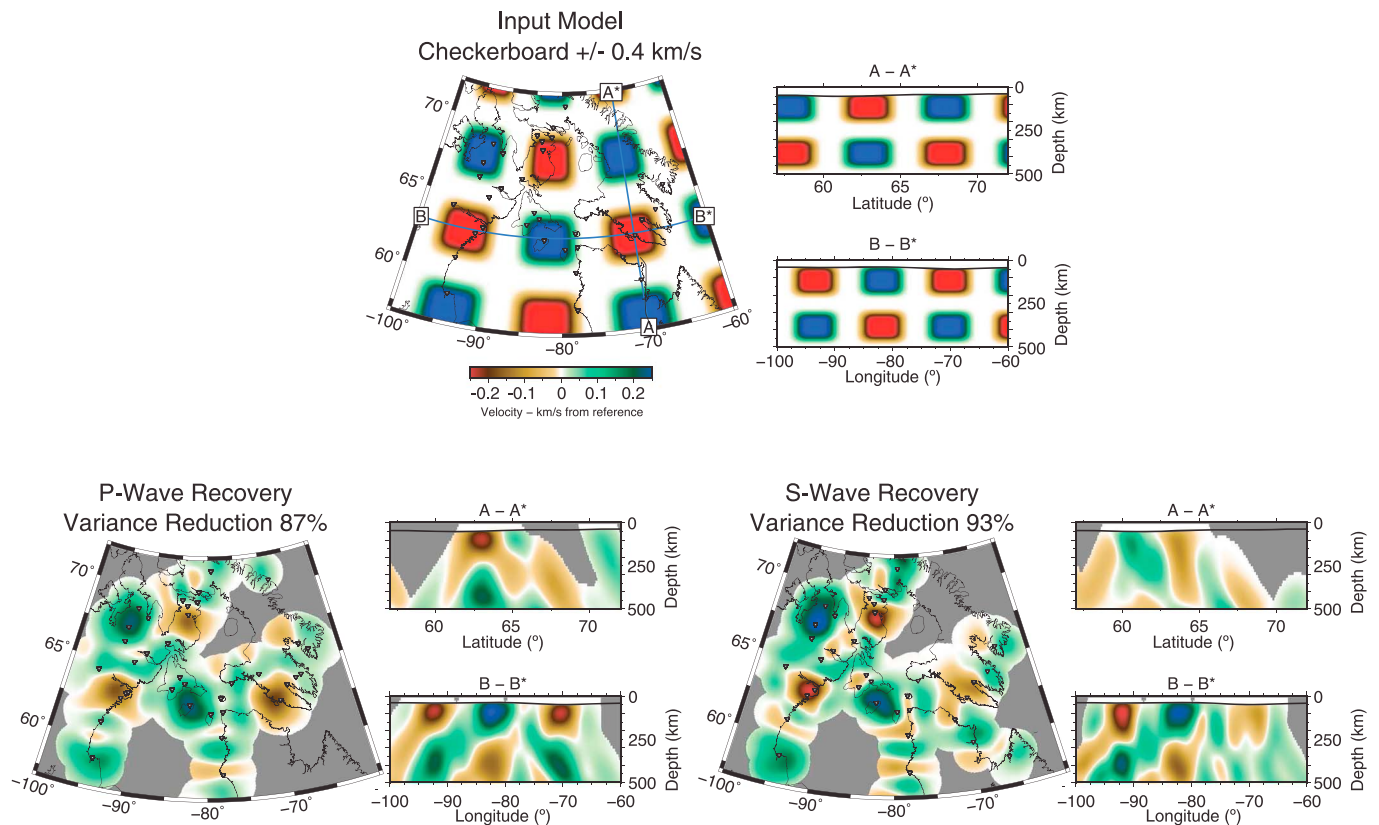 Input Model
Checkerboard +/- 0.4 km/s
A*
B
B*
A
70°
65°
60°
−100°
−90°
−80°
−70°
−60°
-0.2 -0.1 0 0.1 0.2
Velocity – km/s from reference
A – A*
0
250
500
Depth (km)
60 65 70
Latitude (º)
B – B*
0
250
500
Depth (km)
−100 −90 −80 −70 −60
Longitude (º)
P-Wave Recovery
Variance Reduction 87%
70°
65°
60°
−100°
−90°
−80°
−70°
A – A*
0
250
500
Depth (km)
60 65 70
Latitude (º)
B – B*
0
250
500
Depth (km)
−100 −90 −80 −70 −60
Longitude (º)
S-Wave Recovery
Variance Reduction 93%
70°
65°
60°
−100°
−90°
−80°
−70°
A – A*
0
250
500
Depth (km)
60 65 70
Latitude (º)
B – B*
0
250
500
Depth (km)
−100 −90 −80 −70 −60
Longitude (º)